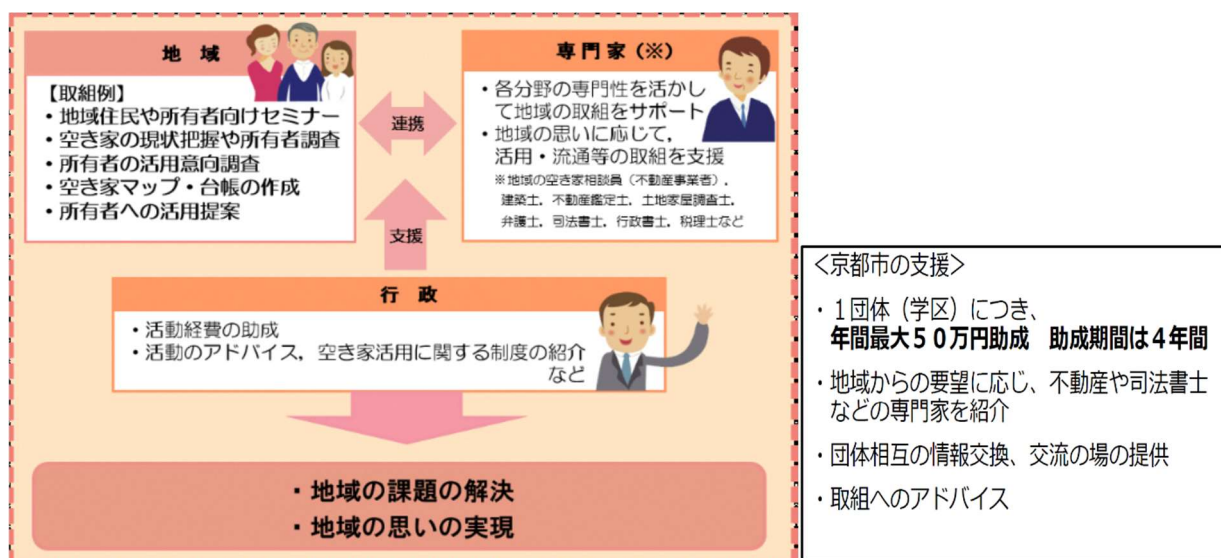 地 域
【取組例】
・地域住民や所有者向けセミナー
・空き家の現状把握や所有者調査
・所有者の活用意向調査
・空き家マップ・台帳の作成
・所有者への活用提案
連携
専門家（※）
・各分野の専門性を活かし
て地域の取組をサポート
・地域の思いに応じて，
活用・流通等の取組を支援
※地域の空き家相談員（不動産事業者），
建築士，不動産鑑定士，土地家屋調査士，
弁護士，司法書士，行政書士，税理士など
支援
行 政
・活動経費の助成
・活動のアドバイス，空き家活用に関する制度の紹介
など
・地域の課題の解決
・地域の思いの実現
＜京都市の支援＞
・１団体（学区）につき、
年間最大５０万円助成　助成期間は４年間
・地域からの要望に応じ、不動産や司法書士
などの専門家を紹介
・団体相互の情報交換、交流の場の提供
・取組へのアドバイス